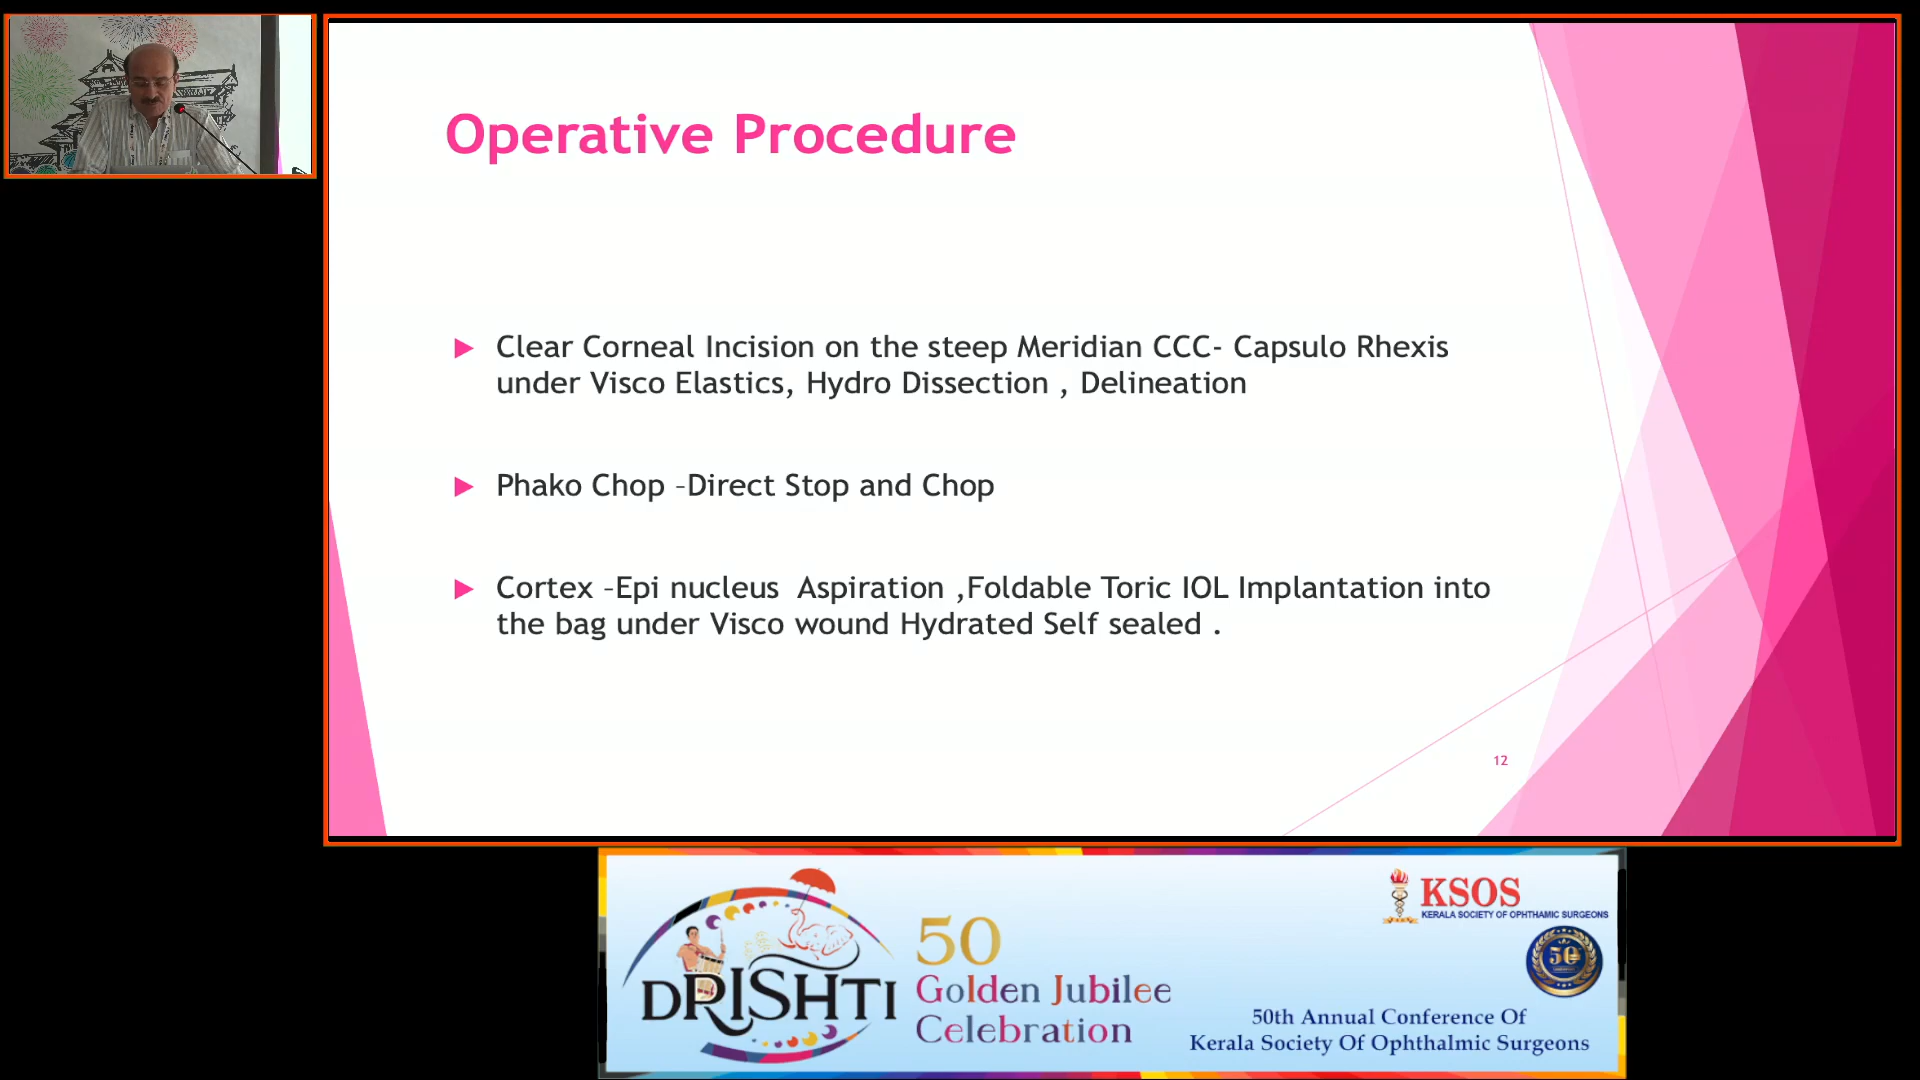 Operative Procedure
Clear Corneal Incision on the steep Meridian CCC- Capsulo Rhexis
under Visco Elastics, Hydro Dissection , Delineation
Phako Chop –Direct Stop and Chop
Cortex –Epi nucleus  Aspiration ,Foldable Toric IOL Implantation into
the bag under Visco wound Hydrated Self sealed .
12
DRISHTI
50
Golden Jubilee
Celebration
KSOS
KERALA SOCIETY OF OPHTHAMIC SURGEONS
50
50th Annual Conference Of
Kerala Society Of Ophthalmic Surgeons